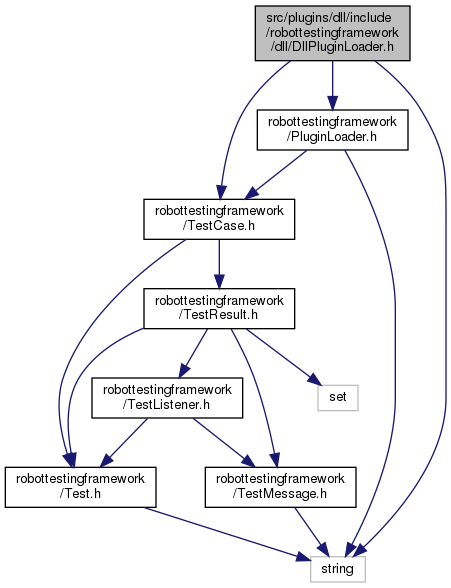 src/plugins/dll/include
/robottestingframework
/dll/DllPluginLoader.h
robottestingframework
/PluginLoader.h
robottestingframework
/TestCase.h
robottestingframework
/TestResult.h
robottestingframework
/TestListener.h
set
robottestingframework
/Test.h
robottestingframework
/TestMessage.h
string